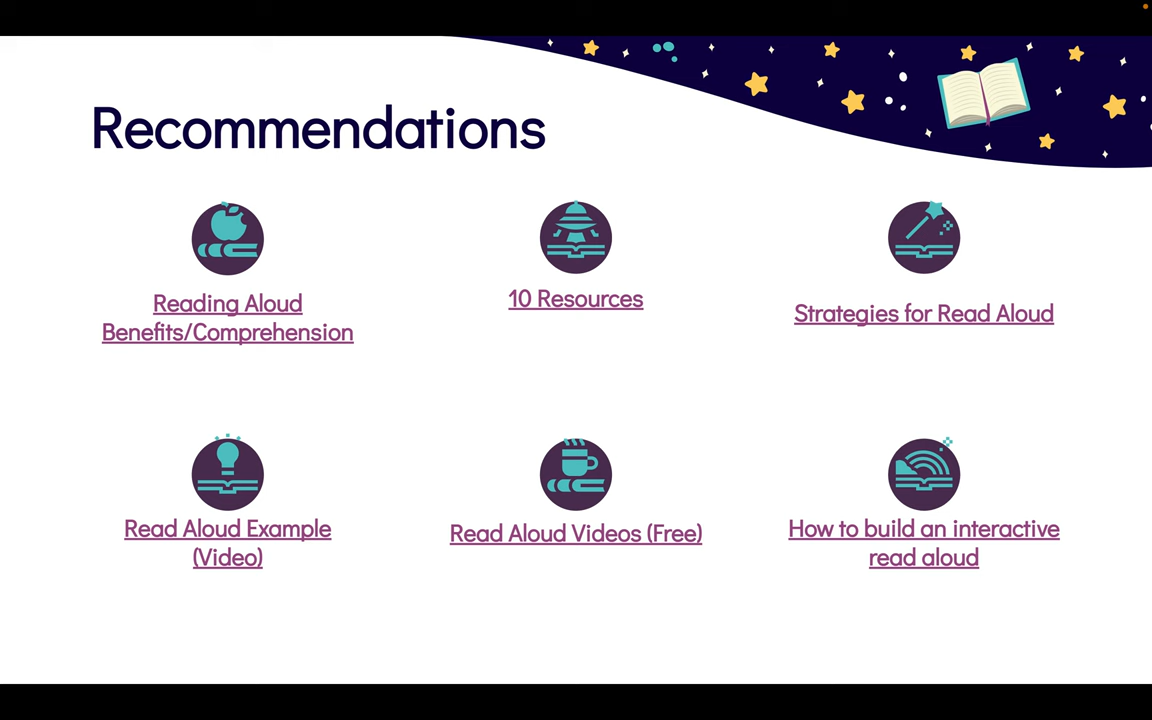 Recommendations
Reading Aloud
Benefits/Comprehension
10 Resources
Strategies for Read Aloud
Read Aloud Example
(Video)
Read Aloud Videos (Free)
How to build an interactive
read aloud